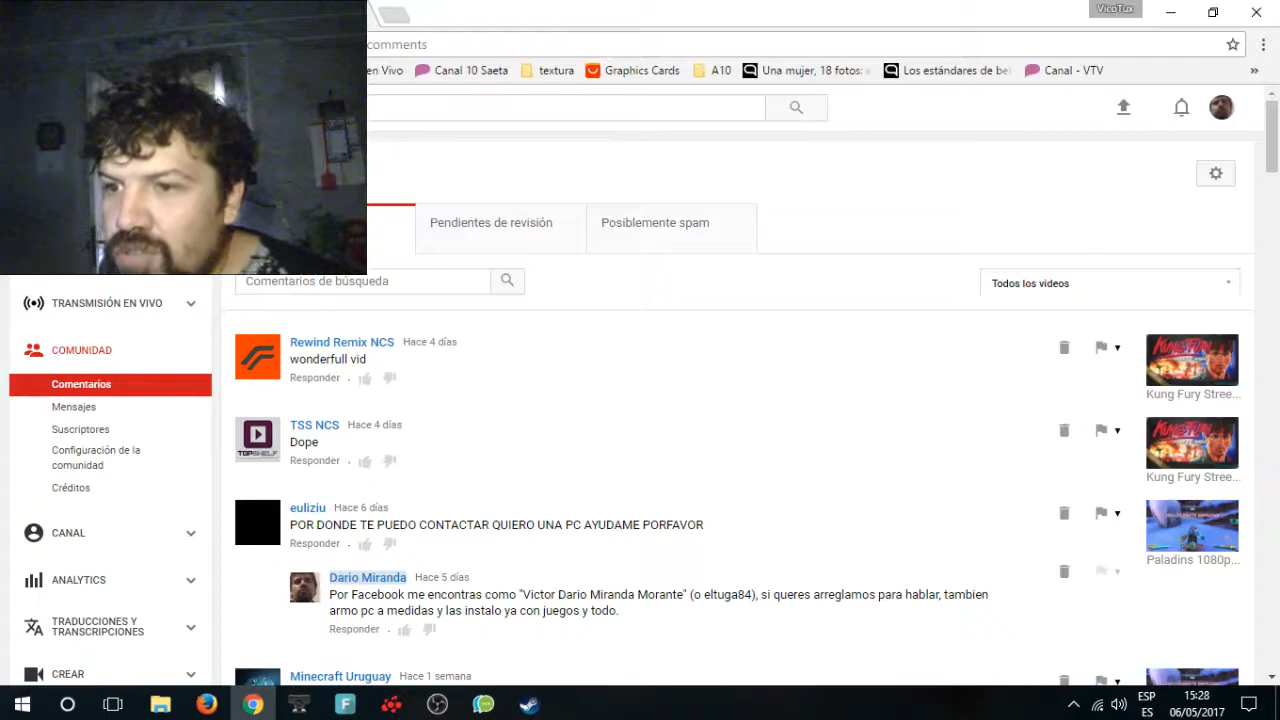 VicoTux
comments
en Vivo
Canal 10 Saeta
textura
Graphics Cards
A10
Una mujer, 18 fotos:
Los estándares de bel
Canal - VTV
»
Pendientes de revisión
Posiblemente spam
Comentarios de búsqueda
Todos los videos
TRANSMISIÓN EN VIVO
COMUNIDAD
Comentarios
Mensajes
Suscriptores
Configuración de la
comunidad
Créditos
CANAL
ANALYTICS
TRADUCCIONES Y
TRANSCRIPCIONES
CREAR
Rewind Remix NCS Hace 4 días
wonderfull vid
Responder .
KUNG FURY
Kung Fury Stree...
TSS NCS Hace 4 días
Dope
Responder .
TOPSHELF
KUNG FURY
Kung Fury Stree...
euliziu Hace 6 días
POR DONDE TE PUEDO CONTACTAR QUIERO UNA PC AYUDAME PORFAVOR
Responder .
Paladins 1080p...
Dario Miranda Hace 5 días
Por Facebook me encontras como "Victor Dario Miranda Morante" (o eltuga84), si queres arreglamos para hablar, tambien
armo pc a medidas y las instalo ya con juegos y todo.
Responder .
Minecraft Uruguay Hace 1 semana
ESP
ES
15:28
06/05/2017